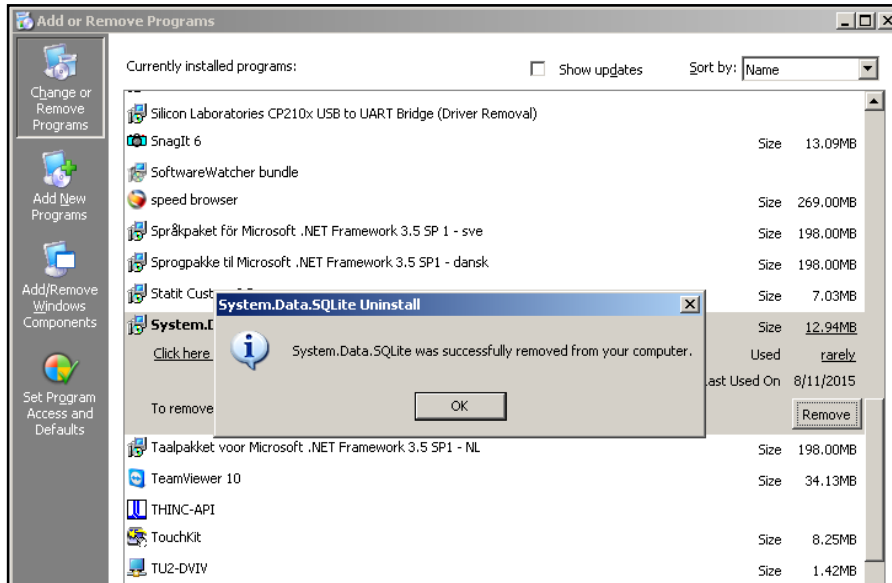 Add or Remove Programs
Change or
Remove
Programs
Add New
Programs
Add/Remove
Windows
Components
Set Program
Access and
Defaults
Currently installed programs:
Show updates
Sort by: Name
Silicon Laboratories CP210x USB to UART Bridge (Driver Removal)
SnagIt 6 Size 13.09MB
SoftwareWatcher bundle
speed browser Size 269.00MB
Språkpaket för Microsoft .NET Framework 3.5 SP 1 - sve Size 198.00MB
Sprogpakke til Microsoft .NET Framework 3.5 SP1 - dansk Size 198.00MB
Statit Cust Size 7.03MB
System.D Size 12.94MB
Click here Used rarely
ast Used On 8/11/2015
To remove Remove
System.Data.SQLite Uninstall
System.Data.SQLite was successfully removed from your computer.
OK
Taalpakket voor Microsoft .NET Framework 3.5 SP1 - NL Size 198.00MB
TeamViewer 10 Size 34.13MB
THINC-API
TouchKit Size 8.25MB
TU2-DVIV Size 1.42MB